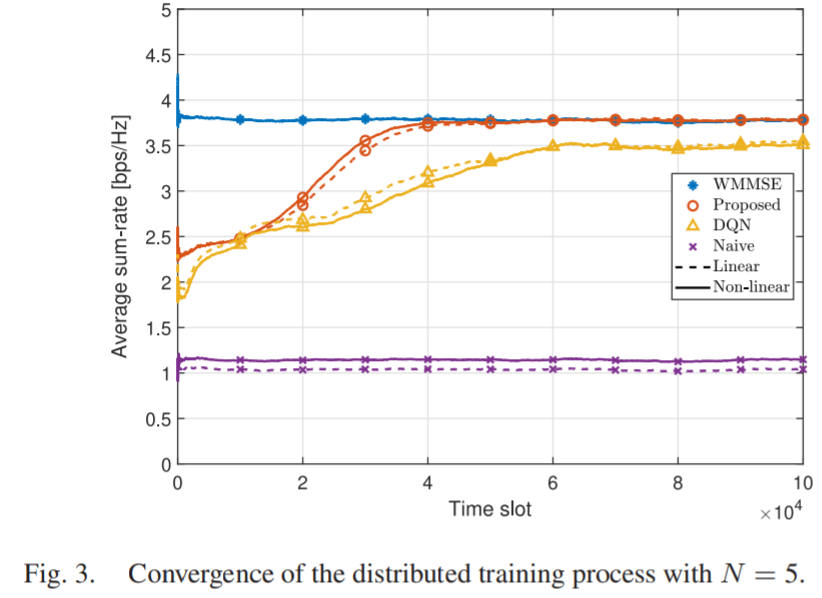 5
4.5
4
3.5
3
2.5
2
1.5
1
0.5
0
Average sum-rate [bps/Hz]
WMMSE
Proposed
DQN
Naive
Linear
Non-linear
0 2 4 6 8 10
Time slot
×10⁴
Fig. 3. Convergence of the distributed training process with N = 5.